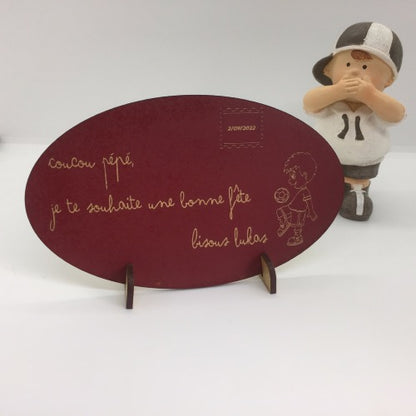 2/09/2022
coucou pépé,
je te souhaite une bonne fête
bisous lukas